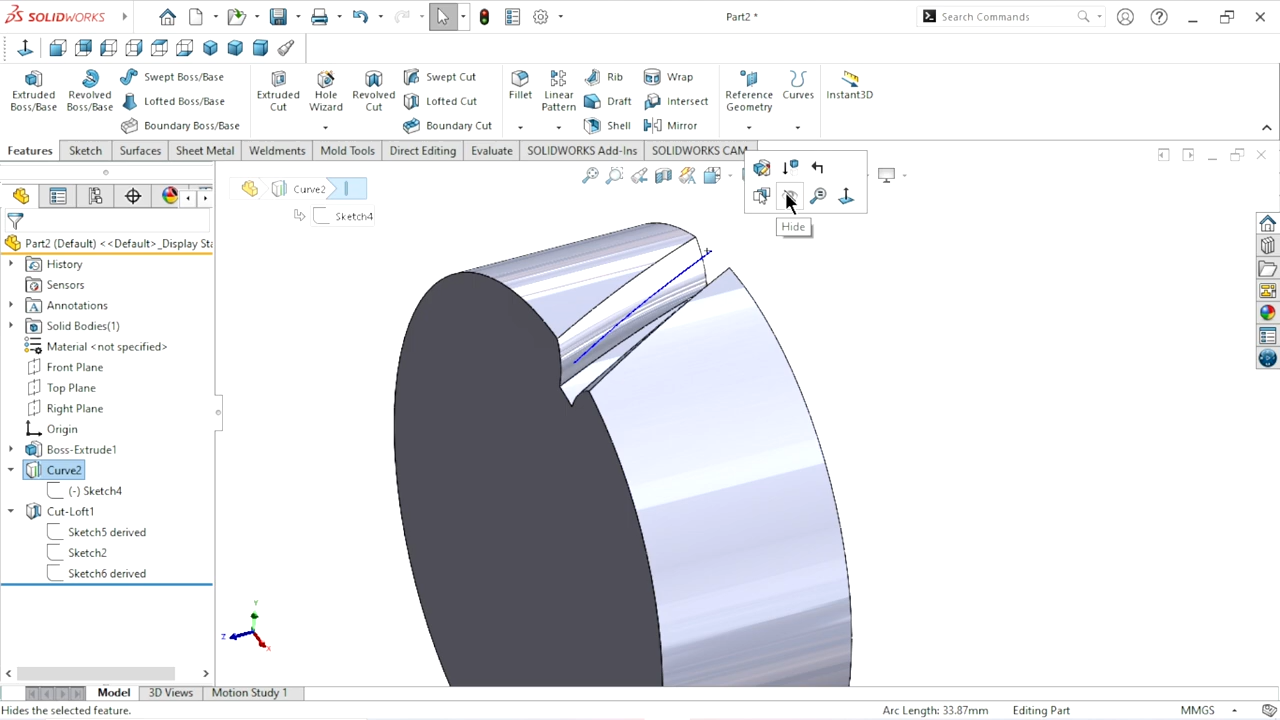 SOLIDWORKS
Part2 *
Search Commands
Extruded Boss/Base
Revolved Boss/Base
Swept Boss/Base
Lofted Boss/Base
Boundary Boss/Base
Extruded Cut
Hole Wizard
Revolved Cut
Swept Cut
Lofted Cut
Boundary Cut
Fillet
Linear Pattern
Rib
Draft
Shell
Wrap
Intersect
Mirror
Reference Geometry
Curves
Instant3D
Features
Sketch
Surfaces
Sheet Metal
Weldments
Mold Tools
Direct Editing
Evaluate
SOLIDWORKS Add-Ins
SOLIDWORKS CAM
Curve2
Sketch4
Hide
Part2 (Default) <<Default>_Display Sta
History
Sensors
Annotations
Solid Bodies(1)
Material <not specified>
Front Plane
Top Plane
Right Plane
Origin
Boss-Extrude1
Curve2
(-) Sketch4
Cut-Loft1
Sketch5 derived
Sketch2
Sketch6 derived
Y
Z
X
Model
3D Views
Motion Study 1
Hides the selected feature.
Arc Length: 33.87mm
Editing Part
MMGS